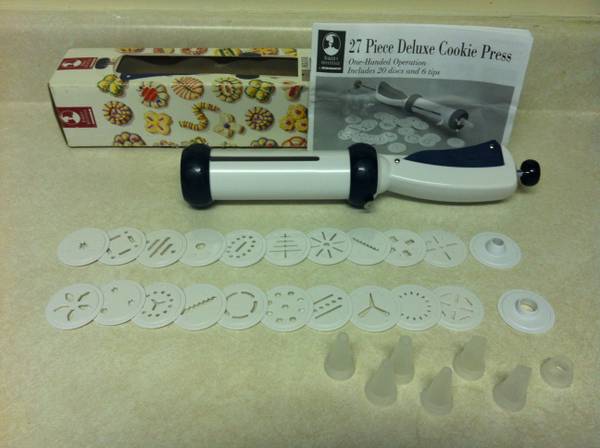 27 Piece Deluxe Cookie Press
One-Handed Operation
Includes 20 discs and 6 tips